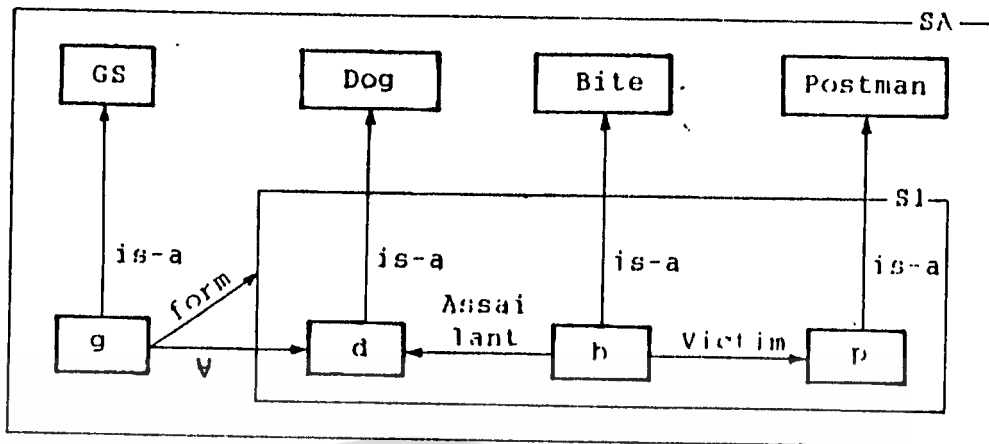 SA
GS
Dog
Bite
Postman
S1
is-a
is-a
is-a
is-a
form
Assai
lant
Victim
g
∀
d
b
p